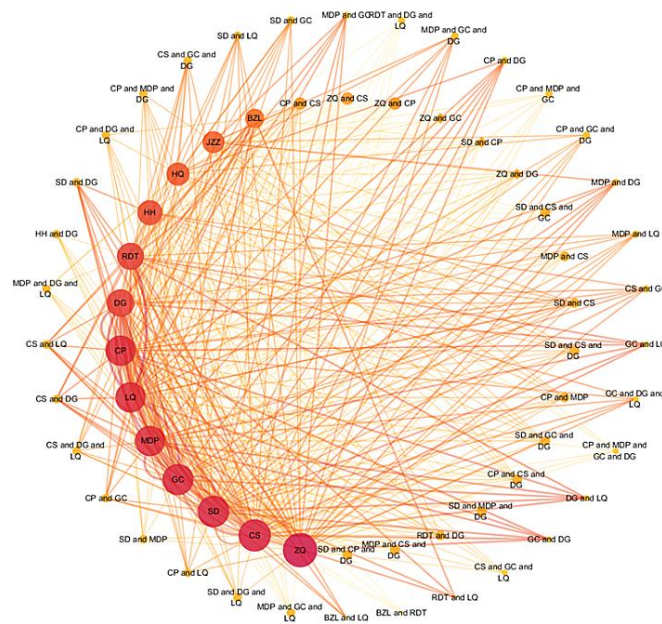 SD and GC
MDP and GC
RDT and DG and
LQ
SD and LQ
MDP and GC and
DG
CS and GC and
DG
CP and DG
CP and MDP and
DG
CP and CS
ZQ and CS
ZQ and CP
CP and MDP and
GC
BZL
ZQ and GC
CP and DG and
LQ
JZZ
SD and CP
CP and GC and
DG
HQ
ZQ and DG
SD and DG
MDP and DG
HH
SD and CS and
GC
HH and DG
MDP and LQ
RDT
MDP and CS
MDP and DG and
LQ
CS and GC
DG
SD and CS
CS and LQ
CP
SD and CS and
DG
GC and LQ
CS and DG
LQ
CP and MDP
GC and DG and
LQ
CS and DG and
LQ
MDP
SD and GC and
DG
CP and MDP and
GC and DG
GC
CP and CS and
DG
CP and GC
DG and LQ
SD
SD and MDP and
DG
SD and MDP
CS
RDT and DG
GC and DG
ZQ
SD and CP and
DG
MDP and CS and
DG
CP and LQ
CS and GC and
LQ
SD and DG and
LQ
RDT and LQ
MDP and GC and
LQ
BZL and LQ
BZL and RDT